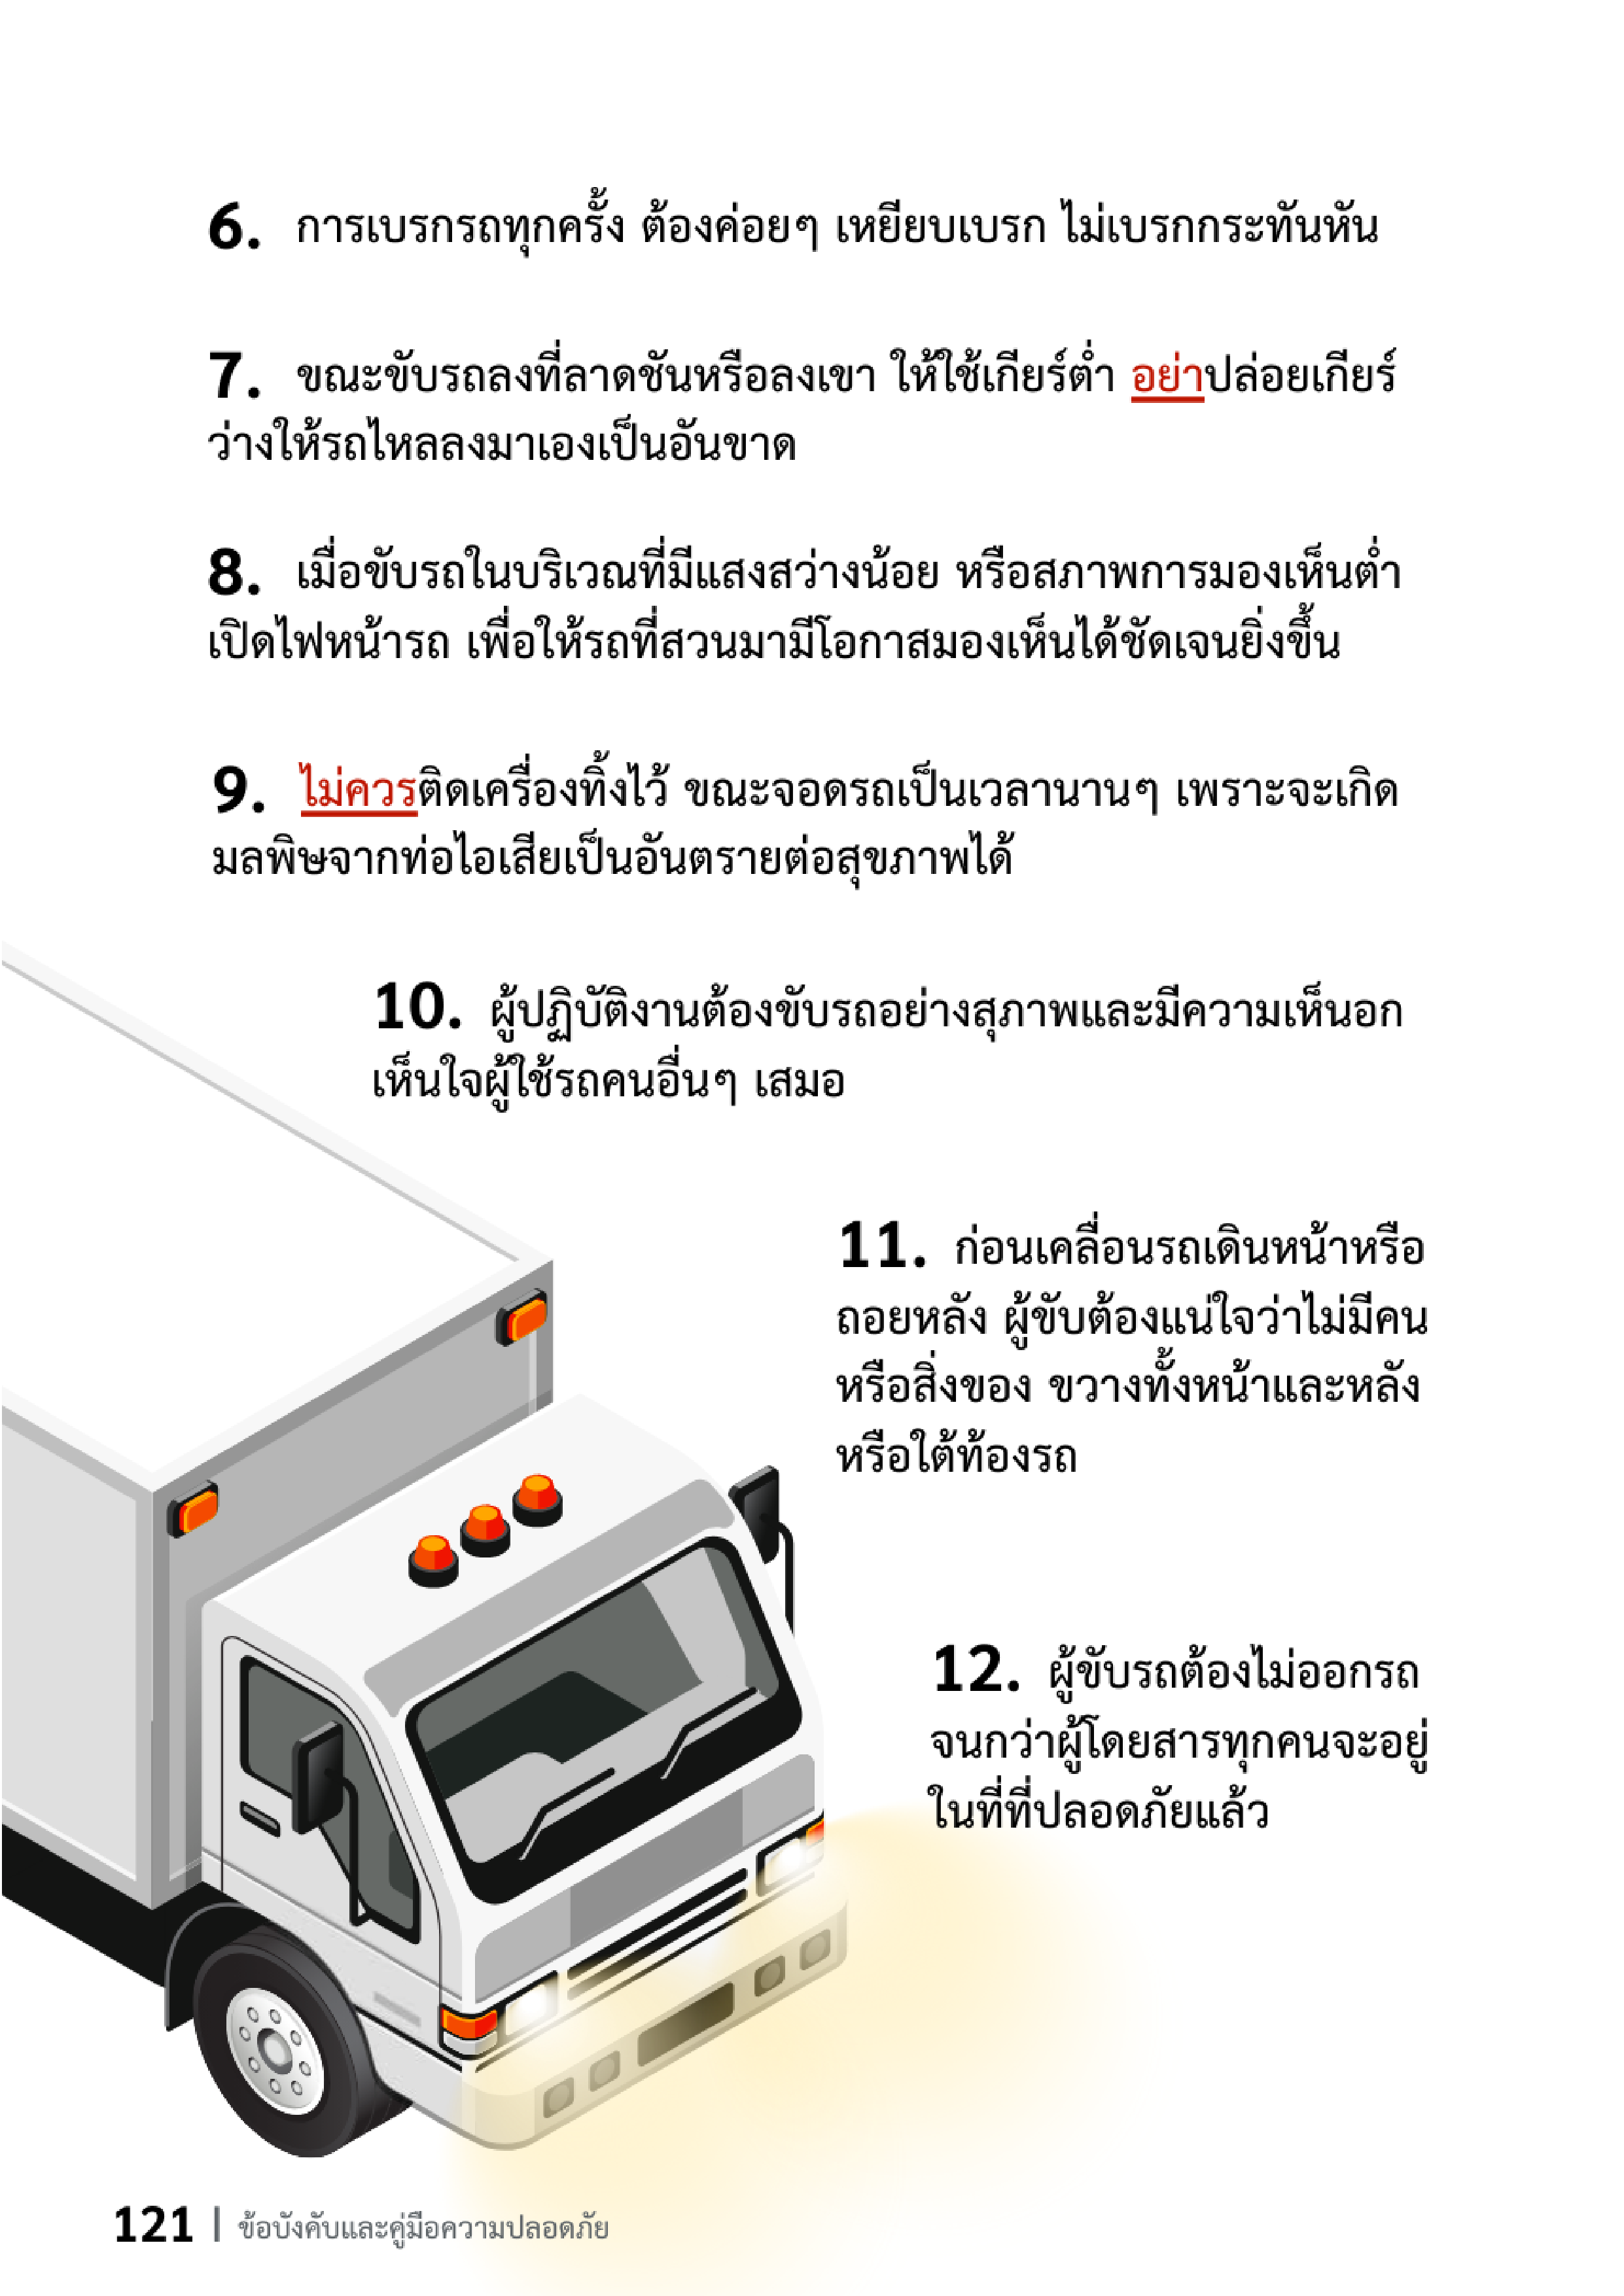 6. การเบรกรถทุกครั้ง ต้องค่อยๆ เหยียบเบรก ไม่เบรกกระทันหัน
7. ขณะขับรถลงที่ลาดชันหรือลงเขา ให้ใช้เกียร์ต่ำ อย่าปล่อยเกียร์
ว่างให้รถไหลลงมาเองเป็นอันขาด
8. เมื่อขับรถในบริเวณที่มีแสงสว่างน้อย หรือสภาพการมองเห็นต่ำ
เปิดไฟหน้ารถ เพื่อให้รถที่สวนมามีโอกาสมองเห็นได้ชัดเจนยิ่งขึ้น
9. ไม่ควรติดเครื่องทิ้งไว้ ขณะจอดรถเป็นเวลานานๆ เพราะจะเกิด
มลพิษจากท่อไอเสียเป็นอันตรายต่อสุขภาพได้
10. ผู้ปฏิบัติงานต้องขับรถอย่างสุภาพและมีความเห็นอก
เห็นใจผู้ใช้รถคนอื่นๆ เสมอ
11. ก่อนเคลื่อนรถเดินหน้าหรือ
ถอยหลัง ผู้ขับต้องแน่ใจว่าไม่มีคน
หรือสิ่งของ ขวางทั้งหน้าและหลัง
หรือใต้ท้องรถ
12. ผู้ขับรถต้องไม่ออกรถ
จนกว่าผู้โดยสารทุกคนจะอยู่
ในที่ที่ปลอดภัยแล้ว
121 | ข้อบังคับและคู่มือความปลอดภัย